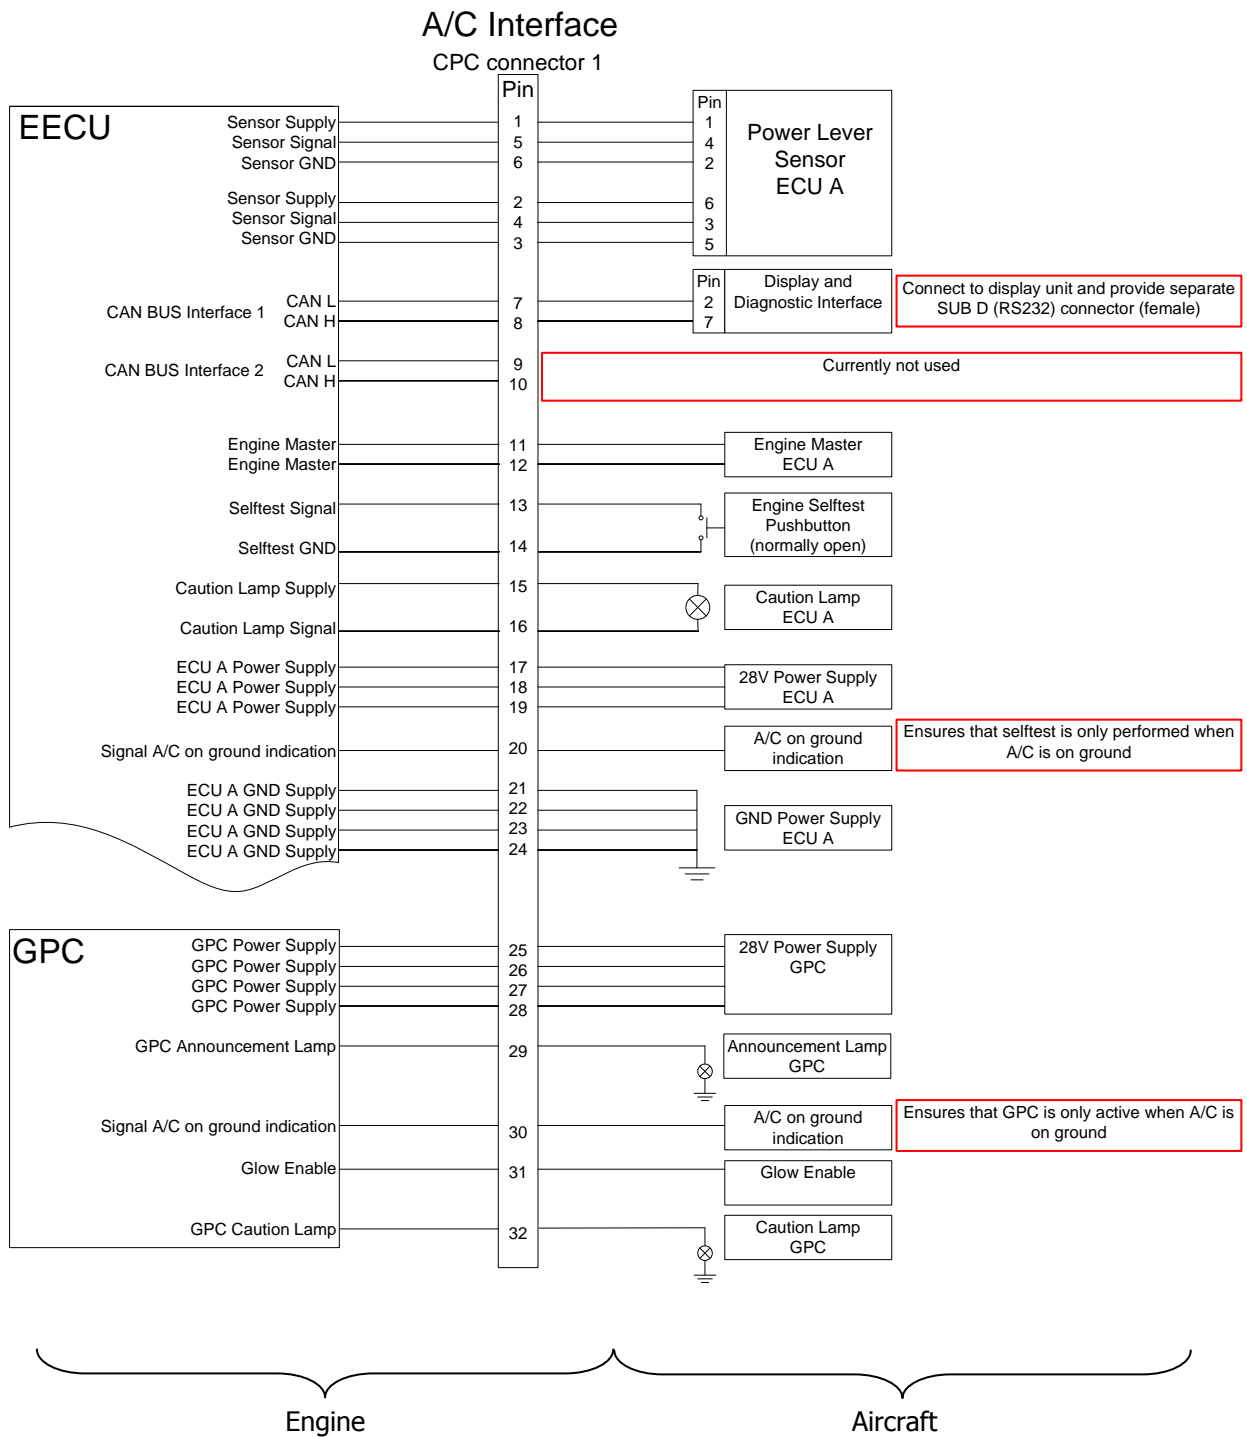 A/C Interface
CPC connector 1
Pin
EECU
Sensor Supply 1
Sensor Signal 5
Sensor GND 6
Sensor Supply 2
Sensor Signal 4
Sensor GND 3
Pin
1
4
2
6
3
5
Power Lever
Sensor
ECU A
CAN BUS Interface 1
CAN L 7
CAN H 8
Pin
2
7
Display and
Diagnostic Interface
Connect to display unit and provide separate
SUB D (RS232) connector (female)
CAN BUS Interface 2
CAN L 9
CAN H 10
Currently not used
Engine Master 11
Engine Master 12
Engine Master
ECU A
Selftest Signal 13
Selftest GND 14
Engine Selftest
Pushbutton
(normally open)
Caution Lamp Supply 15
Caution Lamp Signal 16
Caution Lamp
ECU A
ECU A Power Supply 17
ECU A Power Supply 18
ECU A Power Supply 19
28V Power Supply
ECU A
Signal A/C on ground indication 20
A/C on ground
indication
Ensures that selftest is only performed when
A/C is on ground
ECU A GND Supply 21
ECU A GND Supply 22
ECU A GND Supply 23
ECU A GND Supply 24
GND Power Supply
ECU A
GPC
GPC Power Supply 25
GPC Power Supply 26
GPC Power Supply 27
GPC Power Supply 28
28V Power Supply
GPC
GPC Announcement Lamp 29
Announcement Lamp
GPC
Signal A/C on ground indication 30
A/C on ground
indication
Ensures that GPC is only active when A/C is
on ground
Glow Enable 31
Glow Enable
GPC Caution Lamp 32
Caution Lamp
GPC
Engine
Aircraft